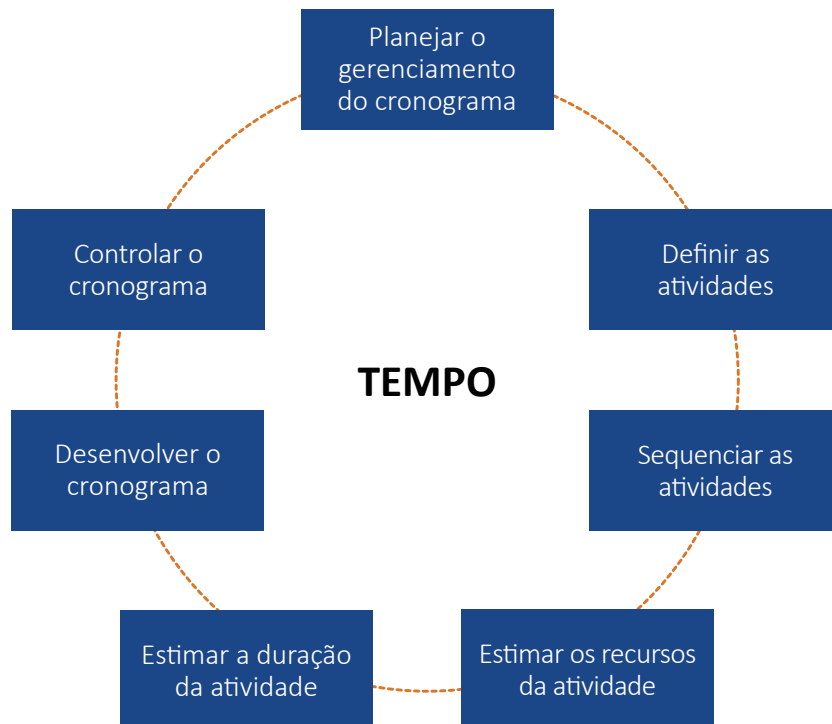 Planejar o
gerenciamento
do cronograma
Definir as
atividades
Sequenciar as
atividades
Estimar os recursos
da atividade
Estimar a duração
da atividade
Desenvolver o
cronograma
Controlar o
cronograma
TEMPO